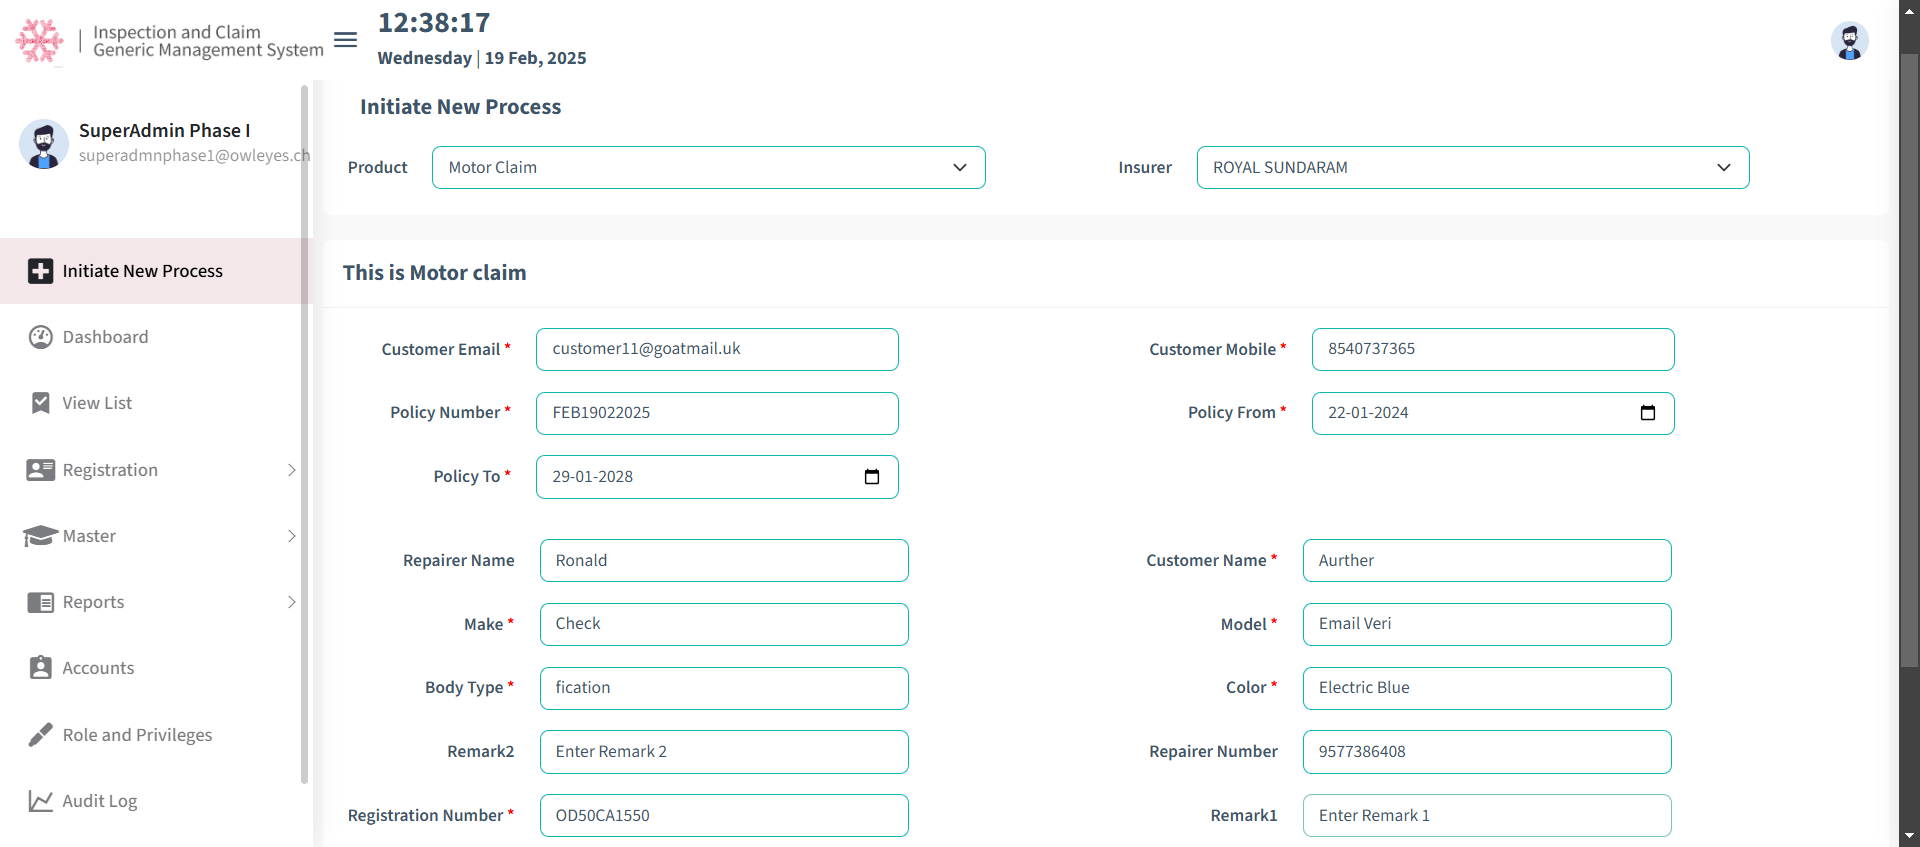 Inspection and Claim
Generic Management System
12:38:17
Wednesday | 19 Feb, 2025
SuperAdmin Phase I
superadmnphase1@owleyes.ch
Initiate New Process
Dashboard
View List
Registration
Master
Reports
Accounts
Role and Privileges
Audit Log
Initiate New Process
Product Motor Claim Insurer ROYAL SUNDARAM
This is Motor claim
Customer Email * customer11@goatmail.uk Customer Mobile * 8540737365
Policy Number * FEB19022025 Policy From * 22-01-2024
Policy To * 29-01-2028
Repairer Name Ronald Customer Name * Aurther
Make * Check Model * Email Veri
Body Type * fication Color * Electric Blue
Remark2 Enter Remark 2 Repairer Number 9577386408
Registration Number * OD50CA1550 Remark1 Enter Remark 1